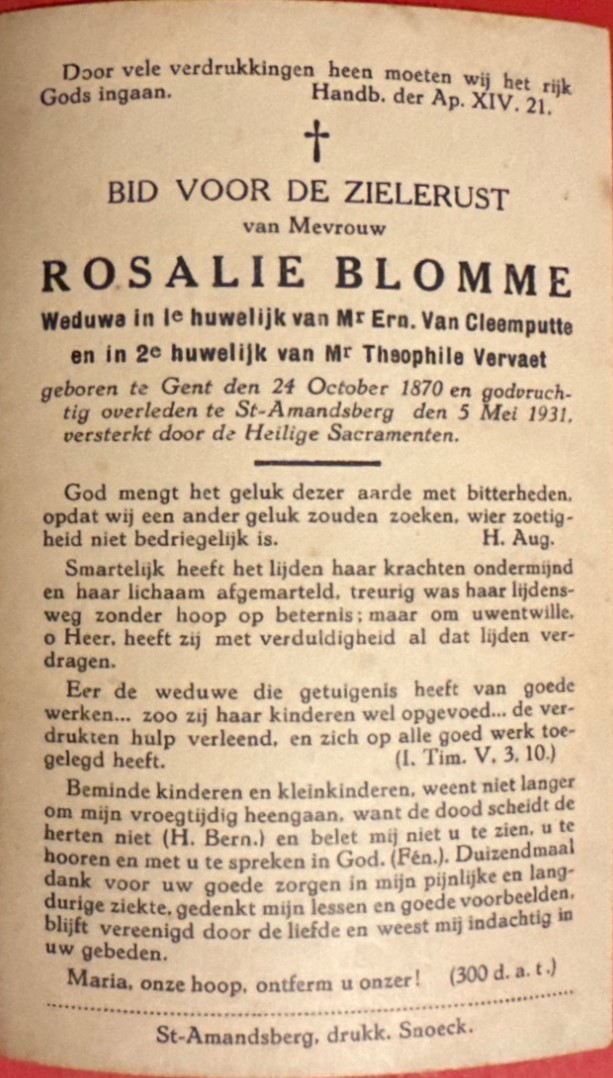 Door vele verdrukkingen heen moeten wij het rijk
Gods ingaan. Handb. der Ap. XIV. 21.
BID VOOR DE ZIELERUST
van Mevrouw
ROSALIE BLOMME
Weduwe in 1e huwelijk van Mr Ern. Van Cleemputte
en in 2e huwelijk van Mr Theophile Vervaet
geboren te Gent den 24 October 1870 en godvruch-
tig overleden te St-Amandsberg den 5 Mei 1931,
versterkt door de Heilige Sacramenten.
God mengt het geluk dezer aarde met bitterheden,
opdat wij een ander geluk zouden zoeken, wier zoetig-
heid niet bedriegelijk is. H. Aug.
Smartelijk heeft het lijden haar krachten ondermijnd
en haar lichaam afgemarteld, treurig was haar lijdens-
weg zonder hoop op beternis; maar om uwentwille,
o Heer, heeft zij met verduldigheid al dat lijden ver-
dragen.
Eer de weduwe die getuigenis heeft van goede
werken... zoo zij haar kinderen wel opgevoed... de ver-
drukten hulp verleend, en zich op alle goed werk toe-
gelegd heeft. (I. Tim. V, 3, 10.)
Beminde kinderen en kleinkinderen, weent niet langer
om mijn vroegtijdig heengaan, want de dood scheidt de
herten niet (H. Bern.) en belet mij niet u te zien, u te
hooren en met u te spreken in God. (Fén.). Duizendmaal
dank voor uw goede zorgen in mijn pijnlijke en lang-
durige ziekte, gedenkt mijn lessen en goede voorbeelden,
blijft vereenigd door de liefde en weest mij indachtig in
uw gebeden.
Maria, onze hoop, ontferm u onzer! (300 d. a. t.)
St-Amandsberg, drukk. Snoeck.